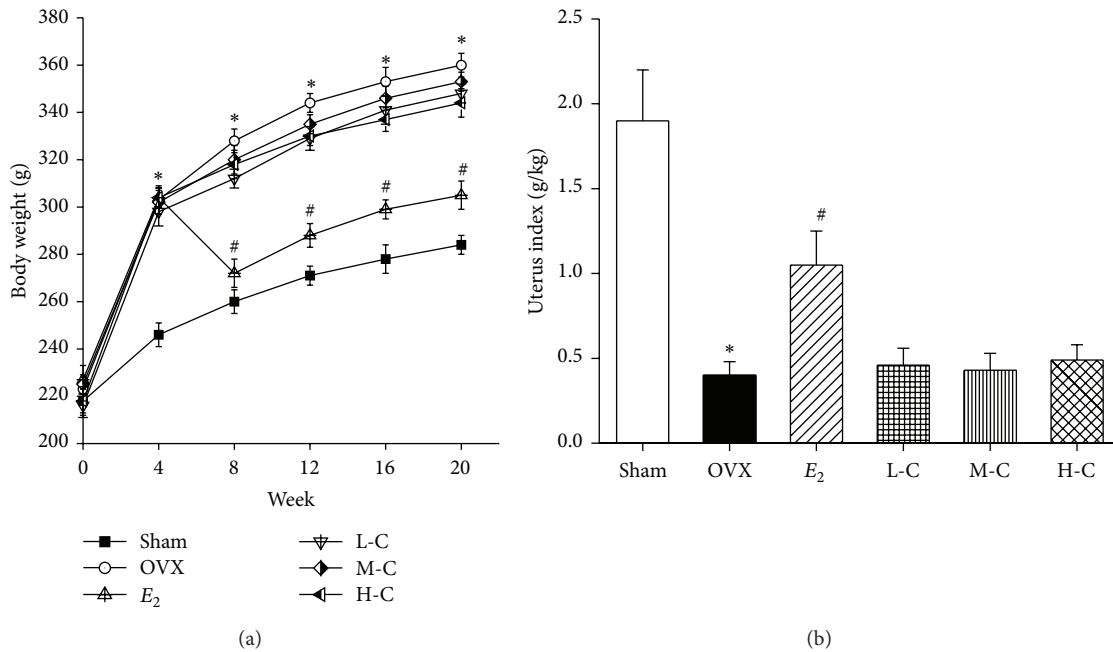 Body weight (g)
360
340
320
300
280
260
240
220
200
*
*
*
*
*
#
#
#
#
0
4
8
12
16
20
Week
Sham
OVX
E2
L-C
M-C
H-C
(a)
Uterus index (g/kg)
2.5
2.0
1.5
1.0
0.5
0.0
*
#
Sham
OVX
E2
L-C
M-C
H-C
(b)